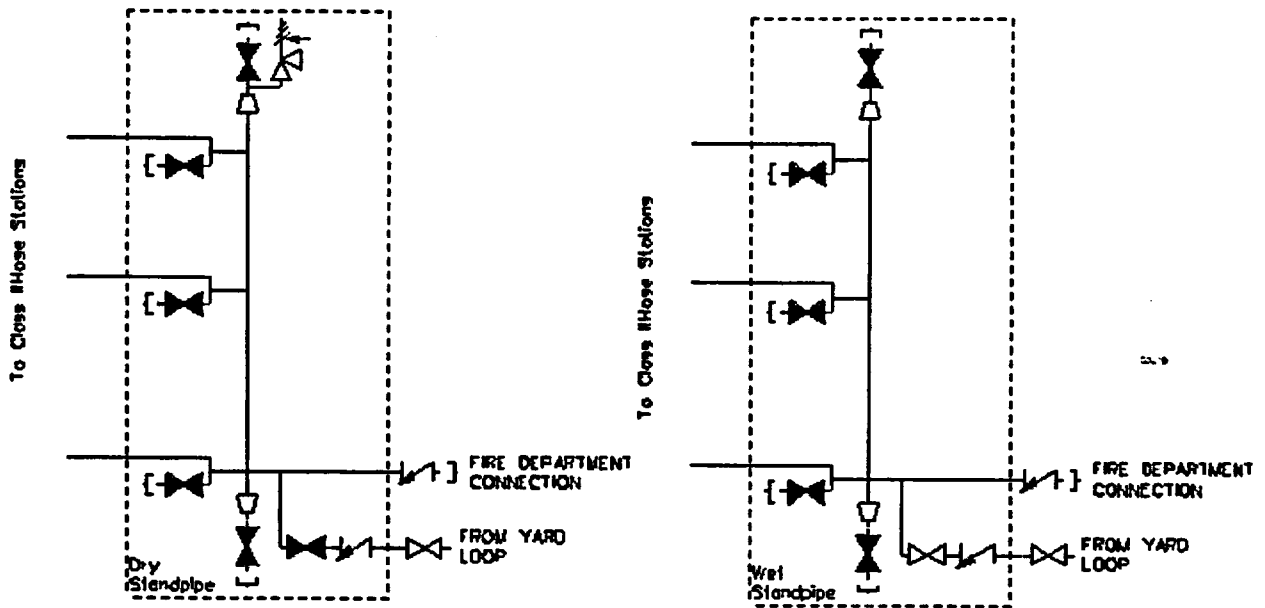 To Class II Hose Stations
FIRE DEPARTMENT
CONNECTION
FROM YARD
LOOP
Dry
Standpipe
To Class II Hose Stations
FIRE DEPARTMENT
CONNECTION
FROM YARD
LOOP
Wet
Standpipe